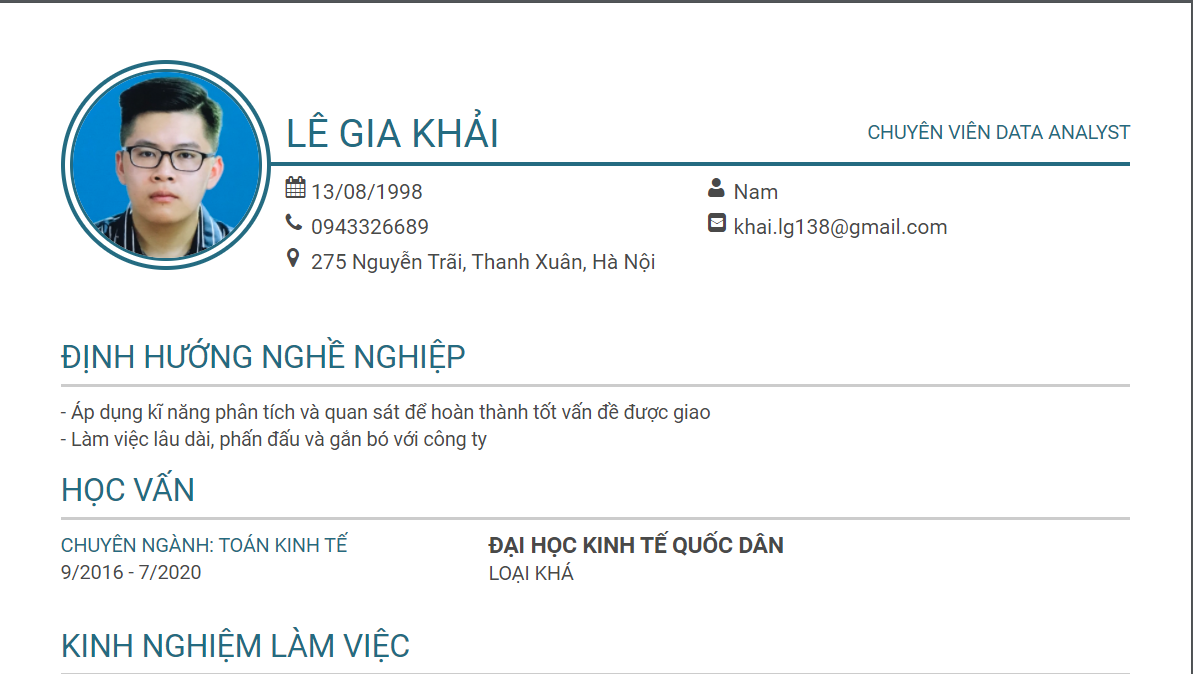 LÊ GIA KHẢI
CHUYÊN VIÊN DATA ANALYST
13/08/1998
Nam
0943326689
khai.lg138@gmail.com
275 Nguyễn Trãi, Thanh Xuân, Hà Nội
ĐỊNH HƯỚNG NGHỀ NGHIỆP
- Áp dụng kĩ năng phân tích và quan sát để hoàn thành tốt vấn đề được giao
- Làm việc lâu dài, phấn đấu và gắn bó với công ty
HỌC VẤN
CHUYÊN NGÀNH: TOÁN KINH TẾ
ĐẠI HỌC KINH TẾ QUỐC DÂN
9/2016 - 7/2020
LOẠI KHÁ
KINH NGHIỆM LÀM VIỆC